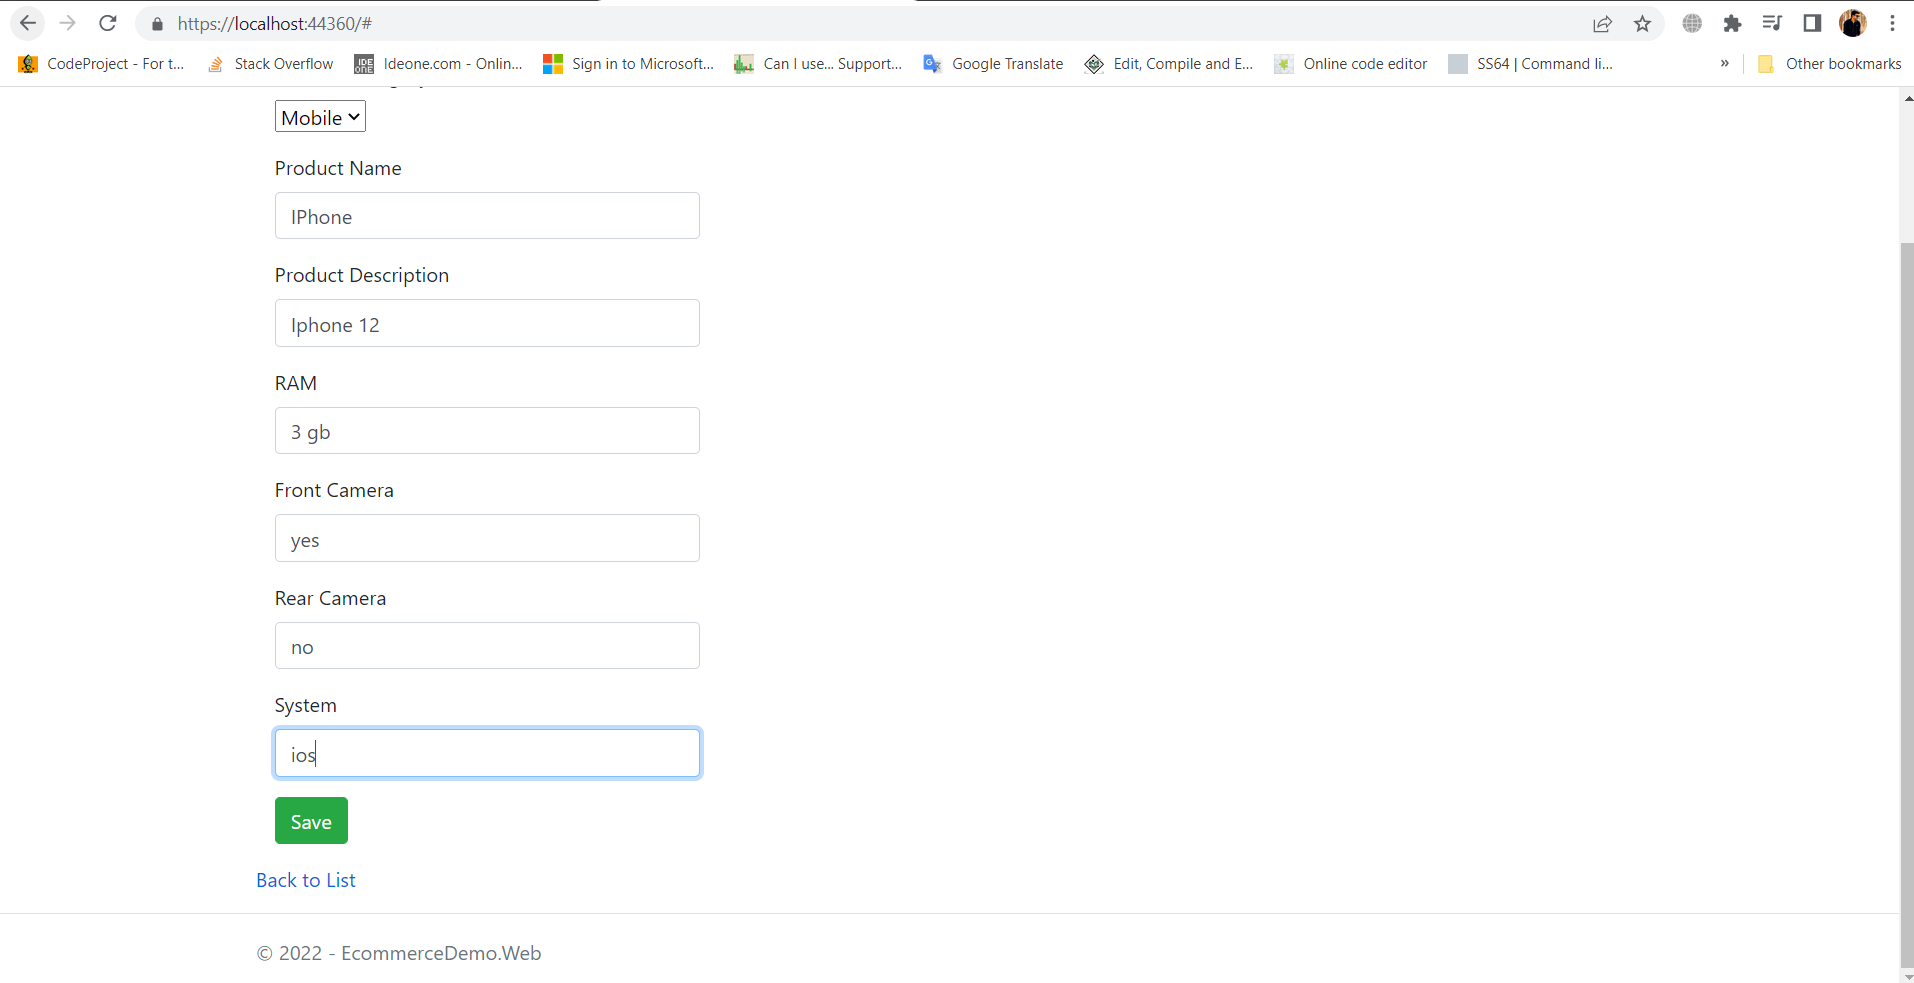 https://localhost:44360/#
CodeProject - For t... Stack Overflow Ideone.com - Onlin... Sign in to Microsoft... Can I use... Support... Google Translate Edit, Compile and E... Online code editor SS64 | Command li... » Other bookmarks
Mobile
Product Name
IPhone
Product Description
Iphone 12
RAM
3 gb
Front Camera
yes
Rear Camera
no
System
ios
Save
Back to List
© 2022 - EcommerceDemo.Web